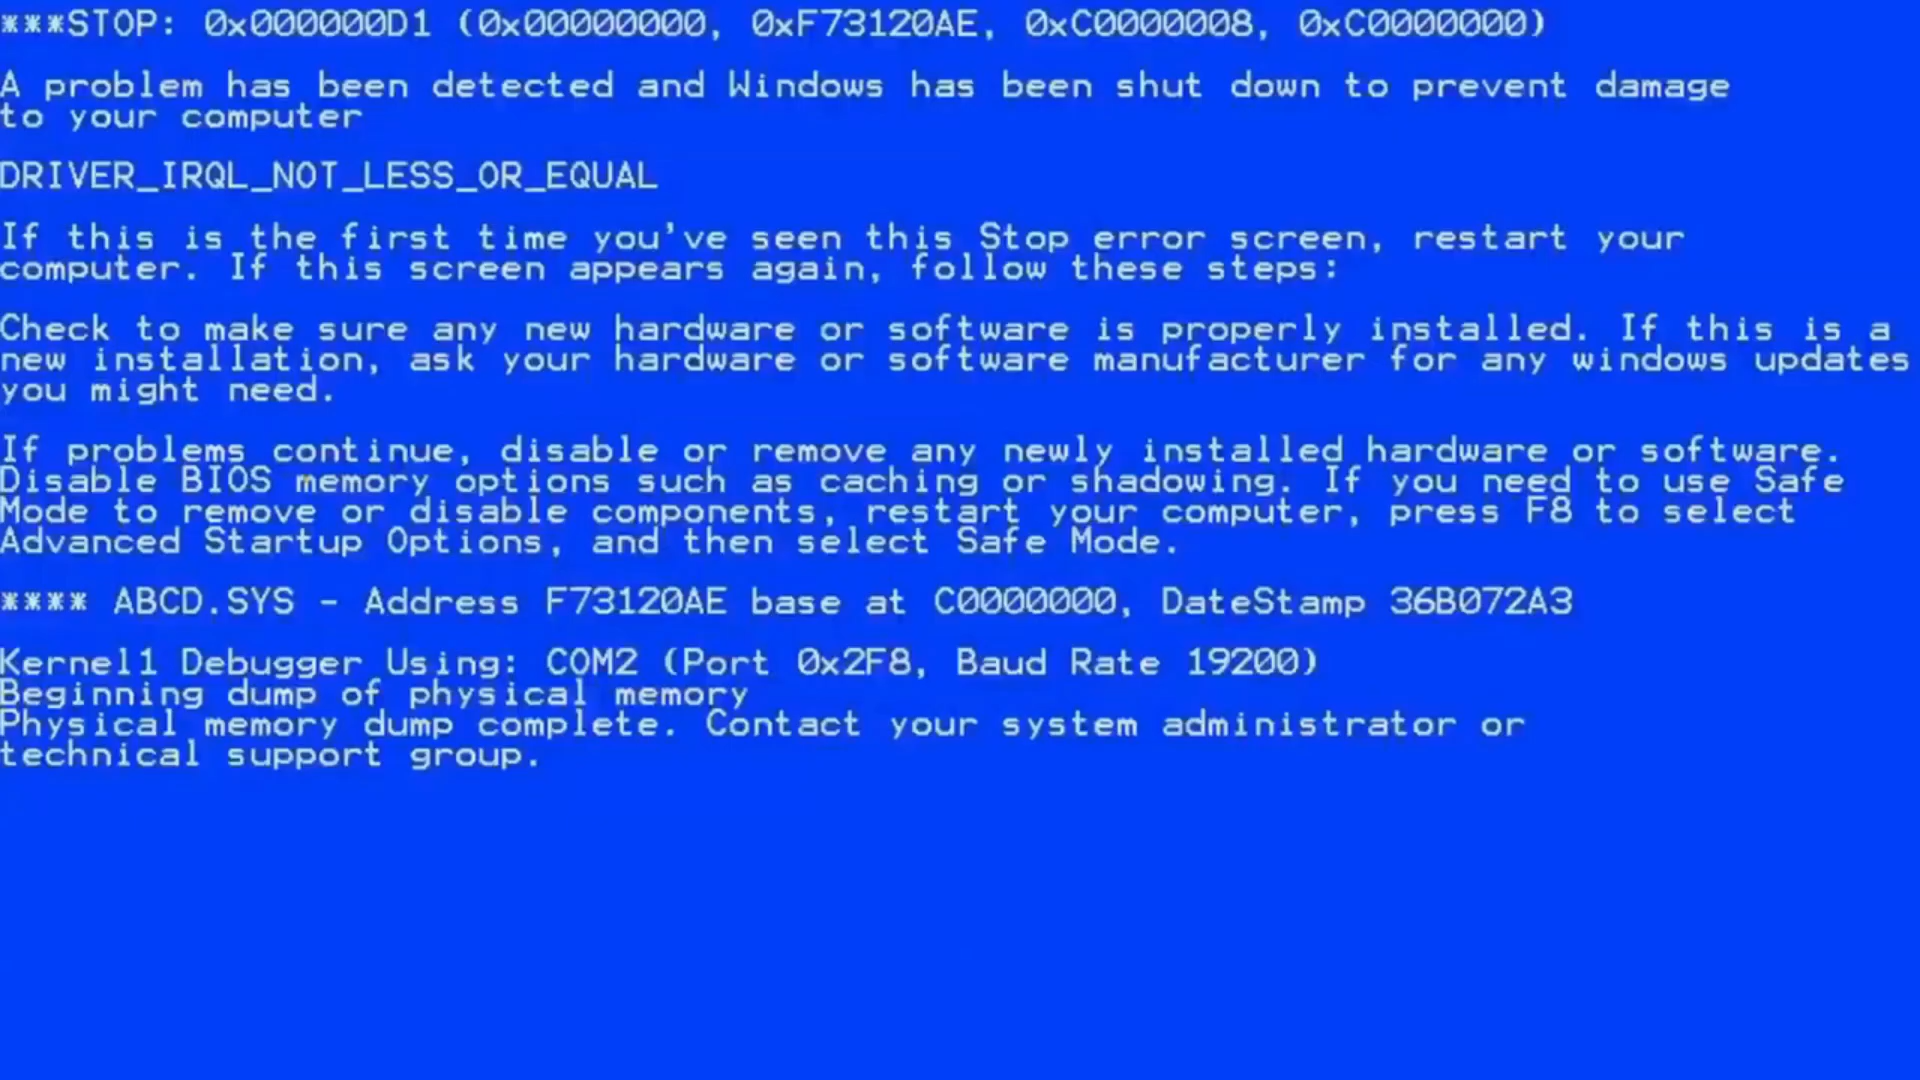 ***STOP: 0x000000D1 (0x00000000, 0xF73120AE, 0xC0000008, 0xC0000000)
A problem has been detected and Windows has been shut down to prevent damage
to your computer
DRIVER_IRQL_NOT_LESS_OR_EQUAL
If this is the first time you've seen this Stop error screen, restart your
computer. If this screen appears again, follow these steps:
Check to make sure any new hardware or software is properly installed. If this is a
new installation, ask your hardware or software manufacturer for any windows updates
you might need.
If problems continue, disable or remove any newly installed hardware or software.
Disable BIOS memory options such as caching or shadowing. If you need to use Safe
Mode to remove or disable components, restart your computer, press F8 to select
Advanced Startup Options, and then select Safe Mode.
**** ABCD.SYS - Address F73120AE base at C0000000, DateStamp 36B072A3
Kernel1 Debugger Using: COM2 (Port 0x2F8, Baud Rate 19200)
Beginning dump of physical memory
Physical memory dump complete. Contact your system administrator or
technical support group.